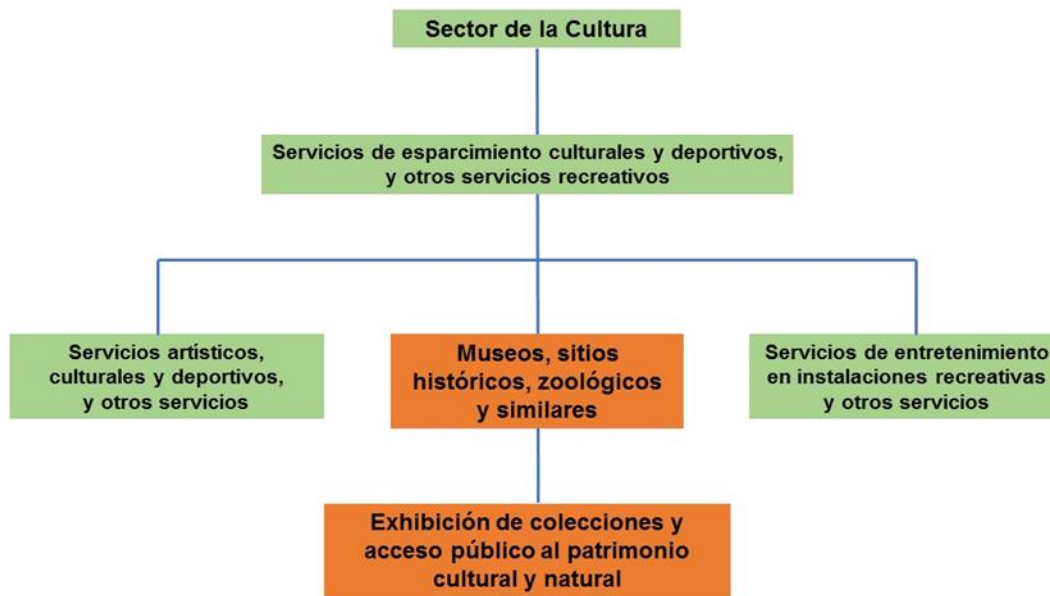 Sector de la Cultura
Servicios de esparcimiento culturales y deportivos,
y otros servicios recreativos
Servicios artísticos,
culturales y deportivos,
y otros servicios
Museos, sitios
históricos, zoológicos
y similares
Servicios de entretenimiento
en instalaciones recreativas
y otros servicios
Exhibición de colecciones y
acceso público al patrimonio
cultural y natural